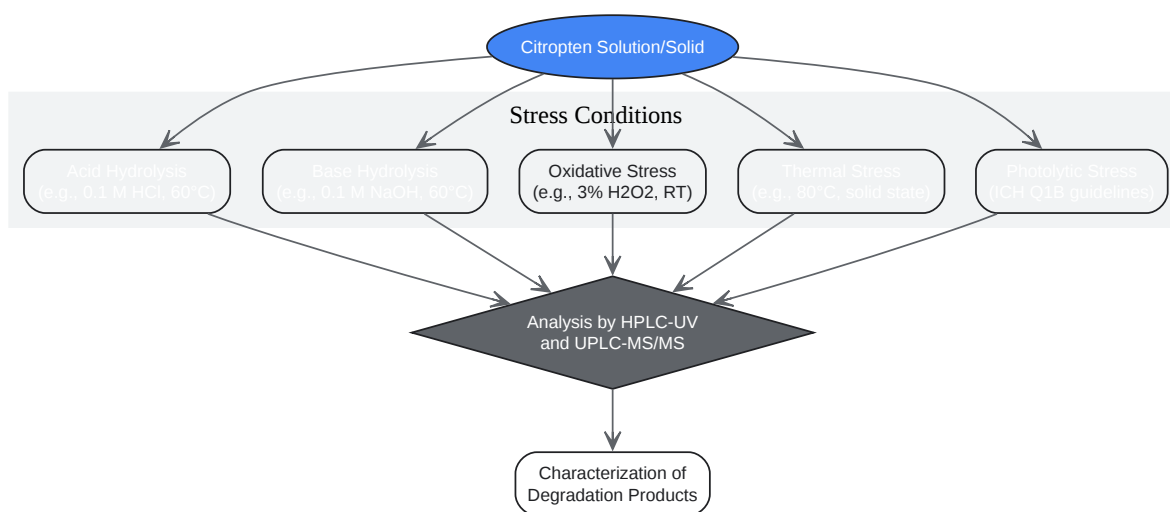 Citropten Solution/Solid
Stress Conditions
Acid Hydrolysis
(e.g., 0.1 M HCl, 60°C)
Base Hydrolysis
(e.g., 0.1 M NaOH, 60°C)
Oxidative Stress
(e.g., 3% H2O2, RT)
Thermal Stress
(e.g., 80°C, solid state)
Photolytic Stress
(ICH Q1B guidelines)
Analysis by HPLC-UV
and UPLC-MS/MS
Characterization of
Degradation Products